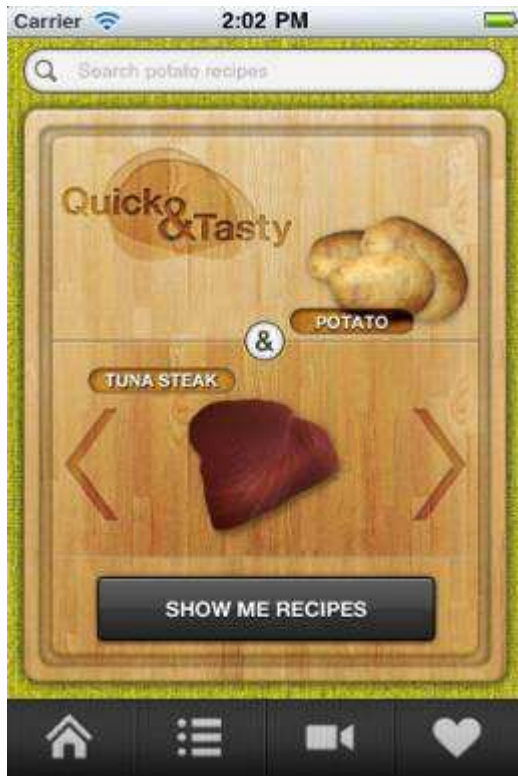 Carrier 2:02 PM
Search potato recipes
Quick
&Tasty
POTATO
&
TUNA STEAK
SHOW ME RECIPES